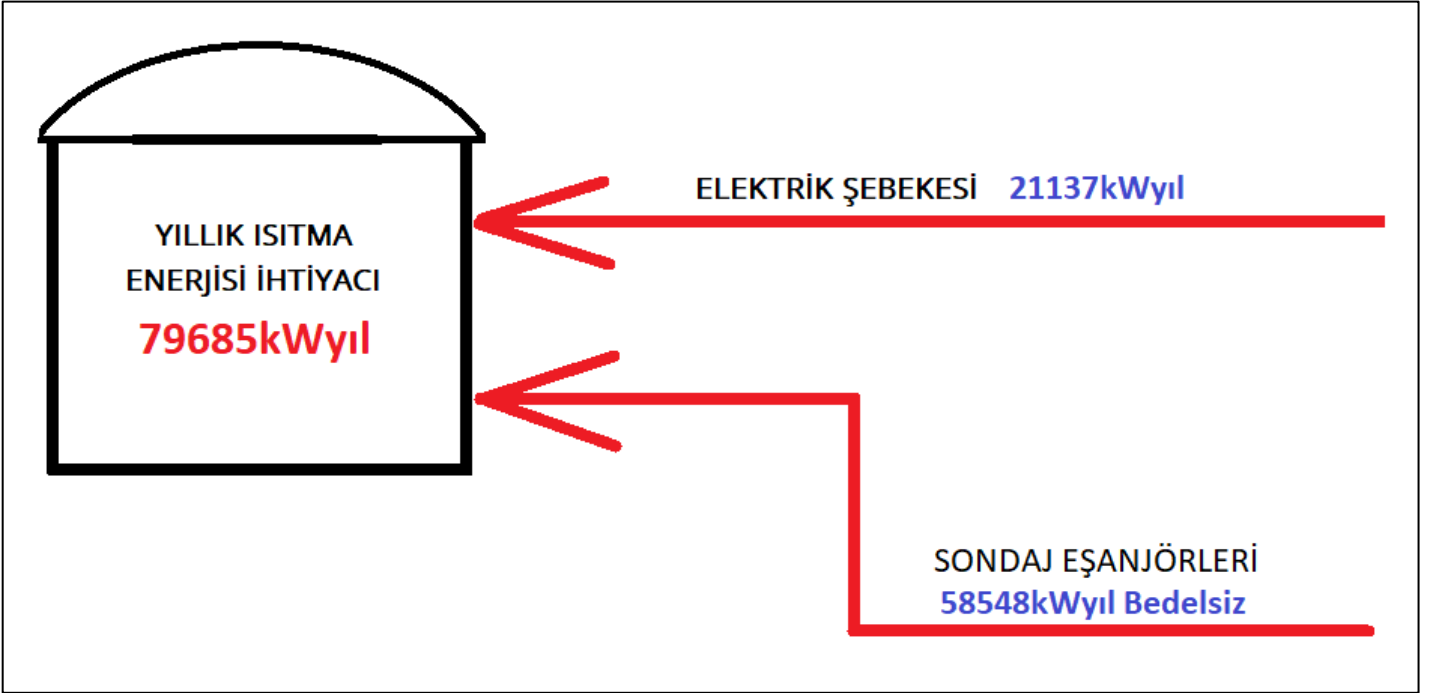 ELEKTRİK ŞEBEKESİ 21137kWyıl
YILLIK ISITMA
ENERJİSİ İHTİYACI
79685kWyıl
SONDAJ EŞANJÖRLERİ
58548kWyıl Bedelsiz